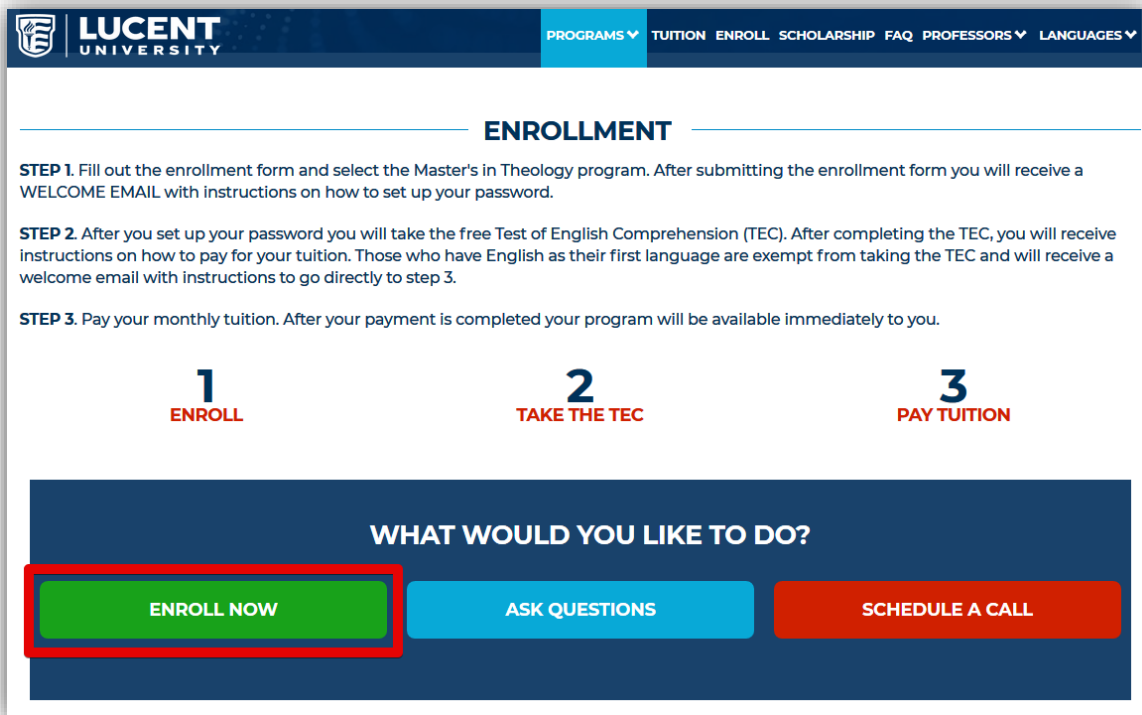 LUCENT
UNIVERSITY
PROGRAMS TUITION ENROLL SCHOLARSHIP FAQ PROFESSORS LANGUAGES
ENROLLMENT
STEP 1. Fill out the enrollment form and select the Master's in Theology program. After submitting the enrollment form you will receive a
WELCOME EMAIL with instructions on how to set up your password.
STEP 2. After you set up your password you will take the free Test of English Comprehension (TEC). After completing the TEC, you will receive
instructions on how to pay for your tuition. Those who have English as their first language are exempt from taking the TEC and will receive a
welcome email with instructions to go directly to step 3.
STEP 3. Pay your monthly tuition. After your payment is completed your program will be available immediately to you.
1 2 3
ENROLL TAKE THE TEC PAY TUITION
WHAT WOULD YOU LIKE TO DO?
ENROLL NOW ASK QUESTIONS SCHEDULE A CALL